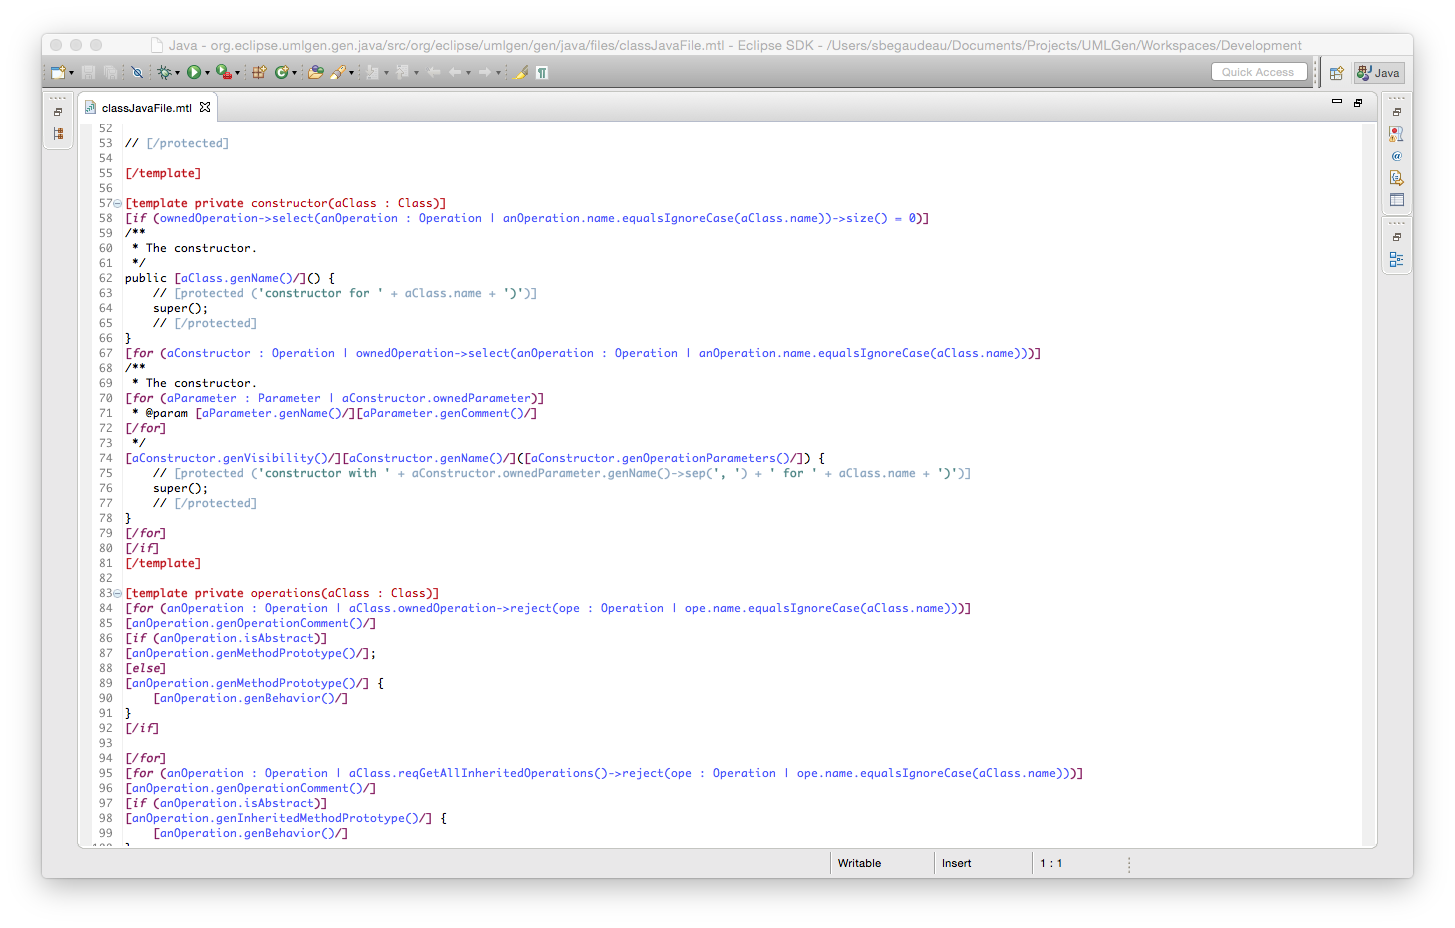 Java - org.eclipse.umlgen.gen.java/src/org/eclipse/umlgen/gen/java/files/classJavaFile.mtl - Eclipse SDK - /Users/sbegaudeau/Documents/Projects/UMLGen/Workspaces/Development
Quick Access
Java
classJavaFile.mtl
52
53 // [/protected]
54
55 [/template]
56
57 [template private constructor(aClass : Class)]
58 [if (ownedOperation->select(anOperation : Operation | anOperation.name.equalsIgnoreCase(aClass.name))->size() = 0)]
59 /**
60  * The constructor.
61  */
62 public [aClass.genName()/]() {
63     // [protected ('constructor for ' + aClass.name + ')')]
64     super();
65     // [/protected]
66 }
67 [for (aConstructor : Operation | ownedOperation->select(anOperation : Operation | anOperation.name.equalsIgnoreCase(aClass.name)))]
68 /**
69  * The constructor.
70 [for (aParameter : Parameter | aConstructor.ownedParameter)]
71  * @param [aParameter.genName()/][aParameter.genComment()/]
72 [/for]
73  */
74 [aConstructor.genVisibility()/][aConstructor.genName()/]([aConstructor.genOperationParameters()/]) {
75     // [protected ('constructor with ' + aConstructor.ownedParameter.genName()->sep(', ') + ' for ' + aClass.name + ')')]
76     super();
77     // [/protected]
78 }
79 [/for]
80 [/if]
81 [/template]
82
83 [template private operations(aClass : Class)]
84 [for (anOperation : Operation | aClass.ownedOperation->reject(ope : Operation | ope.name.equalsIgnoreCase(aClass.name)))]
85 [anOperation.genOperationComment()/]
86 [if (anOperation.isAbstract)]
87 [anOperation.genMethodPrototype()/];
88 [else]
89 [anOperation.genMethodPrototype()/] {
90     [anOperation.genBehavior()/]
91 }
92 [/if]
93
94 [/for]
95 [for (anOperation : Operation | aClass.reqGetAllInheritedOperations()->reject(ope : Operation | ope.name.equalsIgnoreCase(aClass.name)))]
96 [anOperation.genOperationComment()/]
97 [if (anOperation.isAbstract)]
98 [anOperation.genInheritedMethodPrototype()/] {
99     [anOperation.genBehavior()/]
Writable
Insert
1 : 1